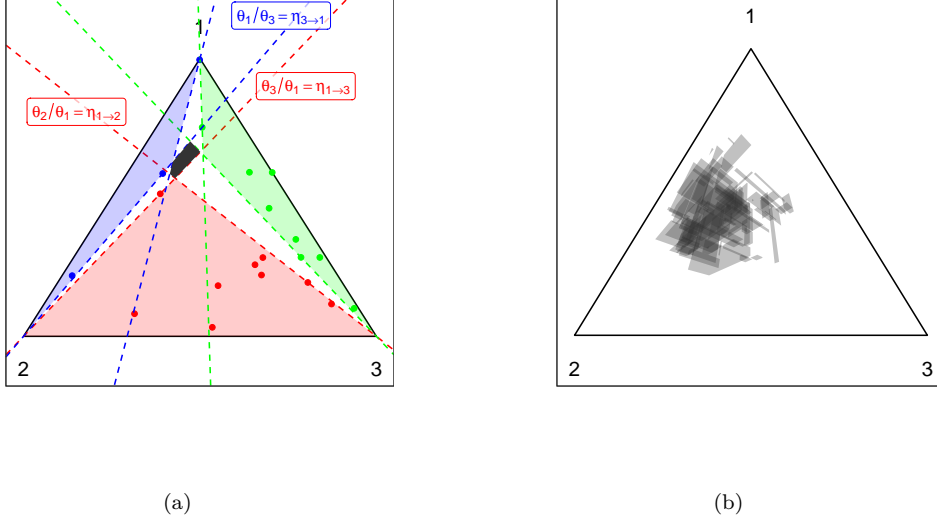 θ1/θ3 = η3→1
1
θ3/θ1 = η1→3
θ2/θ1 = η1→2
2
3
(a)
1
2
3
(b)